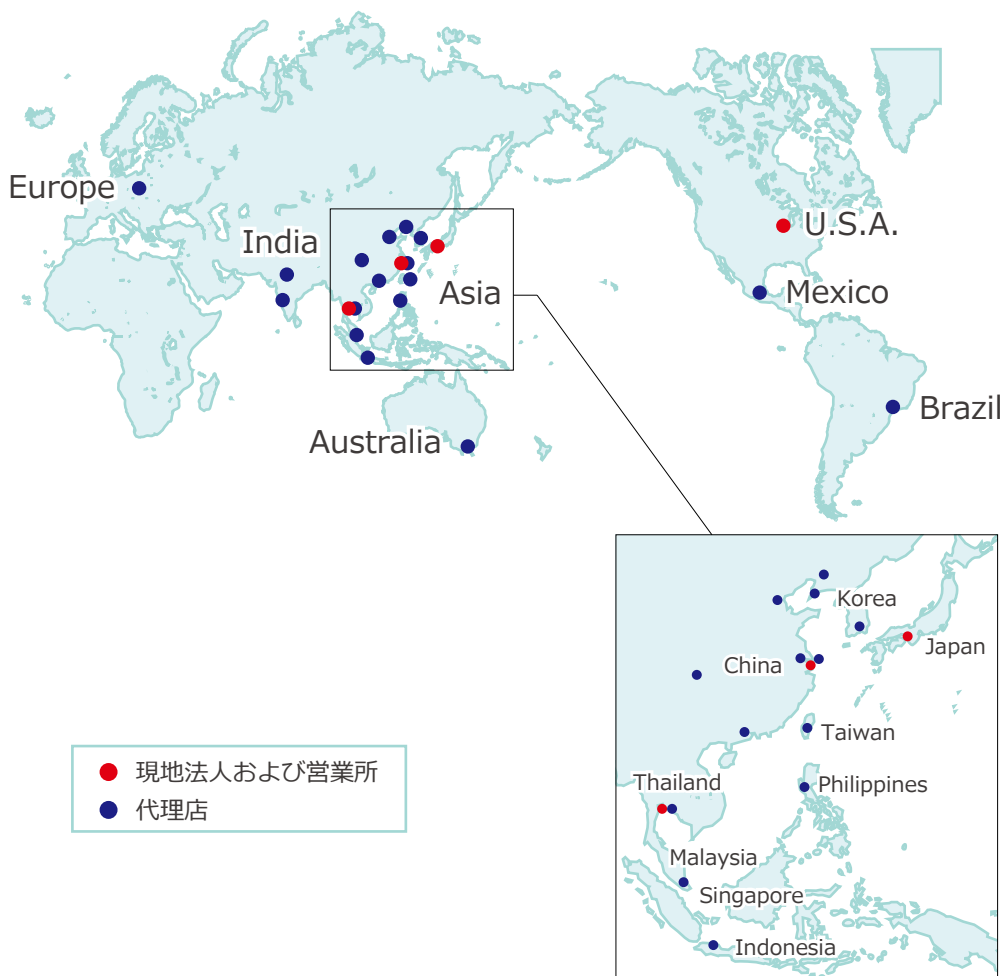 Europe
India
Asia
U.S.A.
Mexico
Brazil
Australia
Korea
Japan
China
Taiwan
Thailand
Philippines
Malaysia
Singapore
Indonesia
現地法人および営業所
代理店